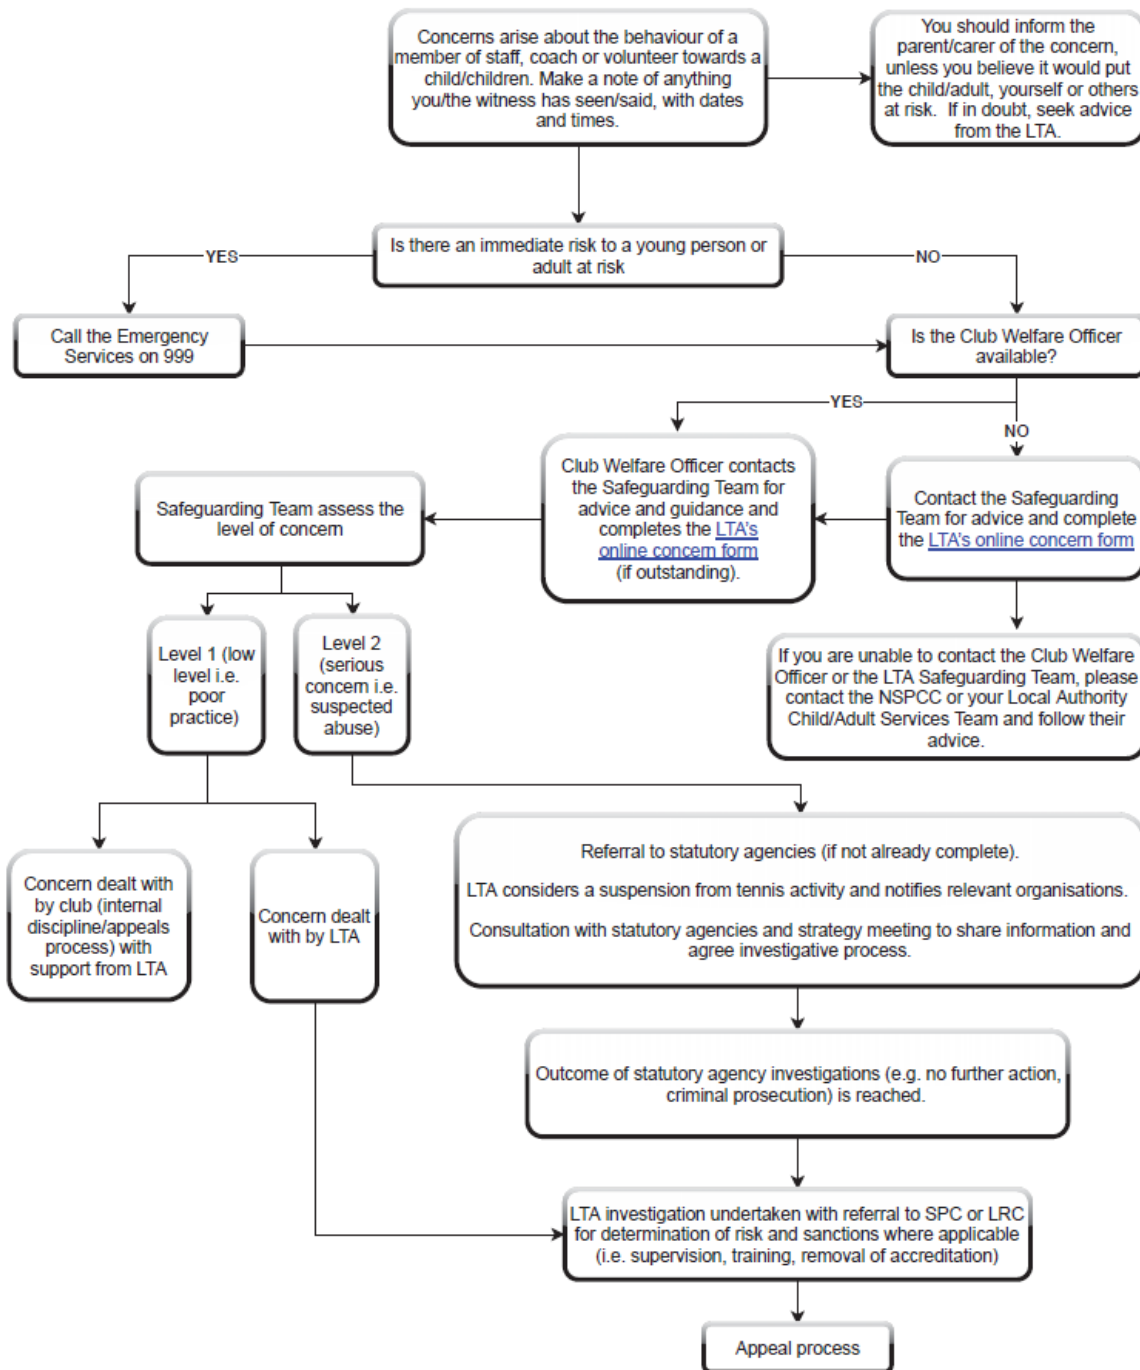 Concerns arise about the behaviour of a
member of staff, coach or volunteer towards a
child/children. Make a note of anything
you/the witness has seen/said, with dates
and times.
You should inform the
parent/carer of the concern,
unless you believe it would put
the child/adult, yourself or others
at risk. If in doubt, seek advice
from the LTA.
Is there an immediate risk to a young person or
adult at risk
YES
NO
Call the Emergency
Services on 999
Is the Club Welfare Officer
available?
YES
NO
Club Welfare Officer contacts
the Safeguarding Team for
advice and guidance and
completes the LTA's
online concern form
(if outstanding).
Contact the Safeguarding
Team for advice and complete
the LTA's online concern form
Safeguarding Team assess the
level of concern
Level 1 (low
level i.e.
poor
practice)
Level 2
(serious
concern i.e.
suspected
abuse)
If you are unable to contact the Club Welfare
Officer or the LTA Safeguarding Team, please
contact the NSPCC or your Local Authority
Child/Adult Services Team and follow their
advice.
Concern dealt with
by club (internal
discipline/appeals
process) with
support from LTA
Concern dealt
with by LTA
Referral to statutory agencies (if not already complete).
LTA considers a suspension from tennis activity and notifies relevant organisations.
Consultation with statutory agencies and strategy meeting to share information and
agree investigative process.
Outcome of statutory agency investigations (e.g. no further action,
criminal prosecution) is reached.
LTA investigation undertaken with referral to SPC or LRC
for determination of risk and sanctions where applicable
(i.e. supervision, training, removal of accreditation)
Appeal process